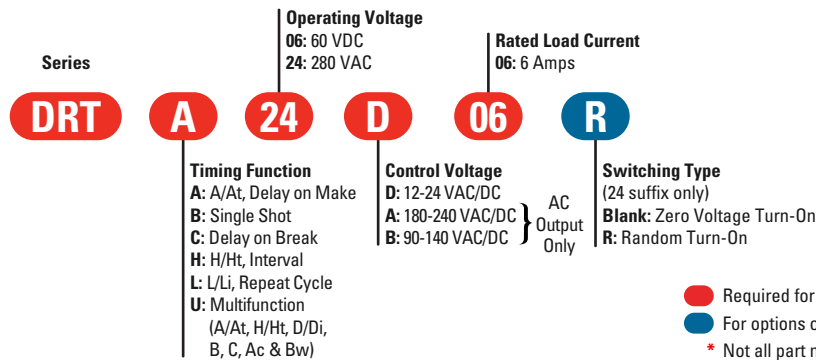 Operating Voltage
06: 60 VDC
24: 280 VAC
Rated Load Current
06: 6 Amps
Series
DRT A 24 D 06 R
Timing Function
A: A/At, Delay on Make
B: Single Shot
C: Delay on Break
H: H/Ht, Interval
L: L/Li, Repeat Cycle
U: Multifunction
(A/At, H/Ht, D/Di,
B, C, Ac & Bw)
Control Voltage
D: 12-24 VAC/DC
A: 180-240 VAC/DC
B: 90-140 VAC/DC
AC
Output
Only
Switching Type
(24 suffix only)
Blank: Zero Voltage Turn-On
R: Random Turn-On
Required for
For options
* Not all part